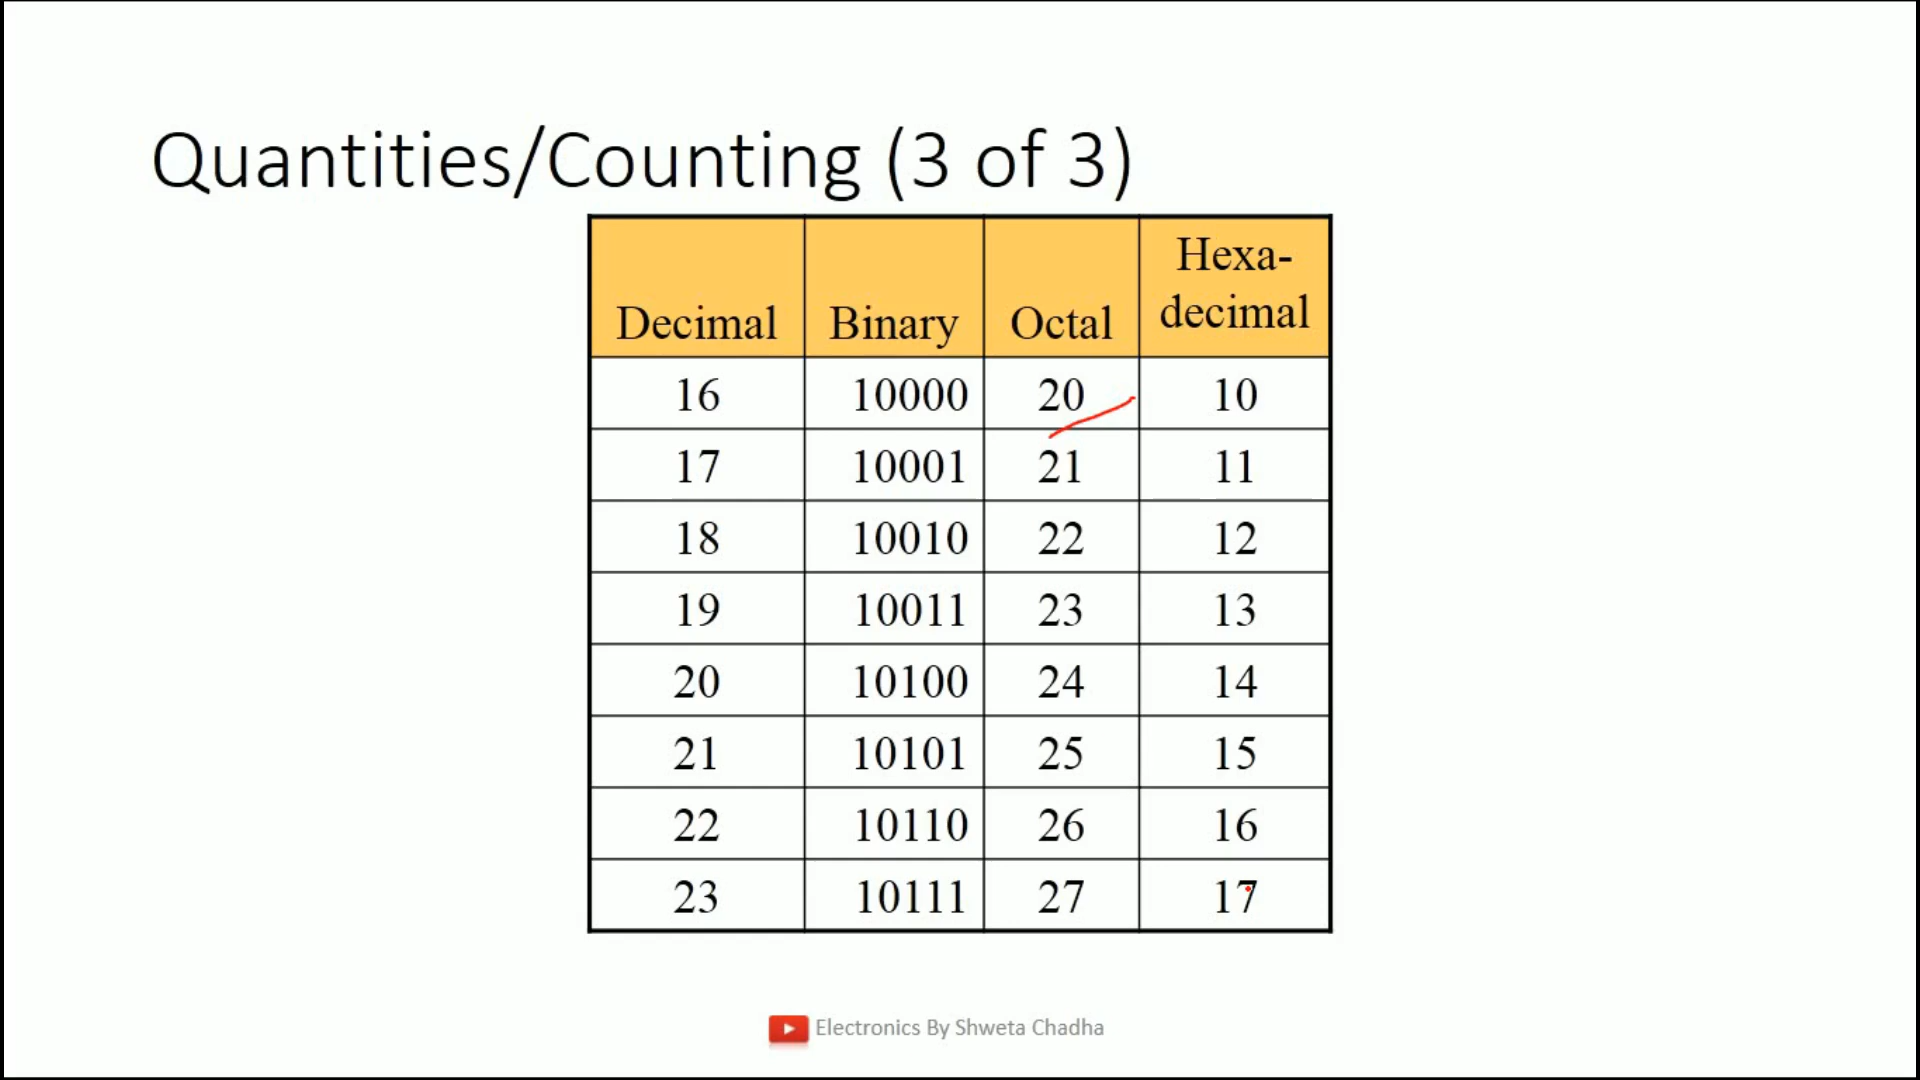 Quantities/Counting (3 of 3)
Decimal Binary Octal Hexa-
decimal
16 10000 20 10
17 10001 21 11
18 10010 22 12
19 10011 23 13
20 10100 24 14
21 10101 25 15
22 10110 26 16
23 10111 27 17
Electronics By Shweta Chadha